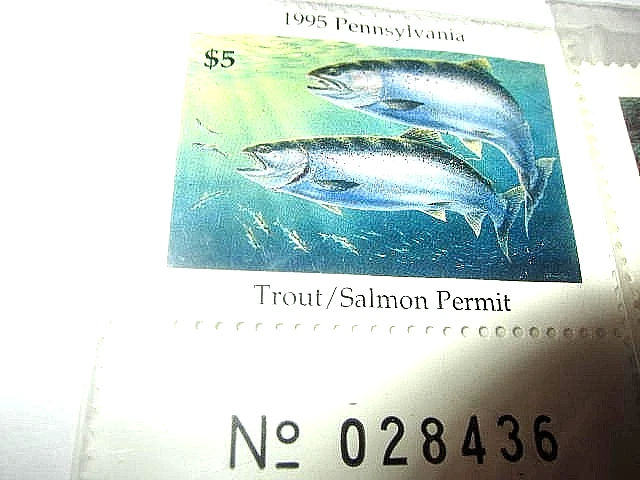 1995 Pennsylvania
$5
Trout/Salmon Permit
Nº 028436